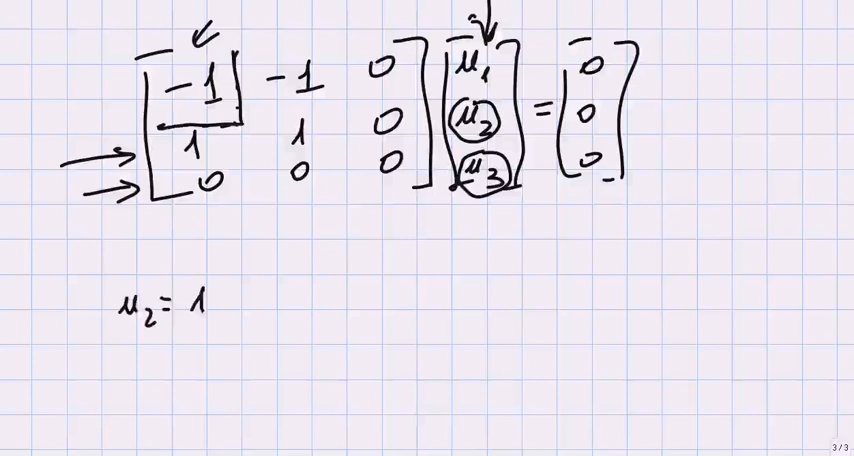 -1 -1 0 u1 0
1 1 0 u2 = 0
0 0 0 u3 0
u2 = 1
3/3